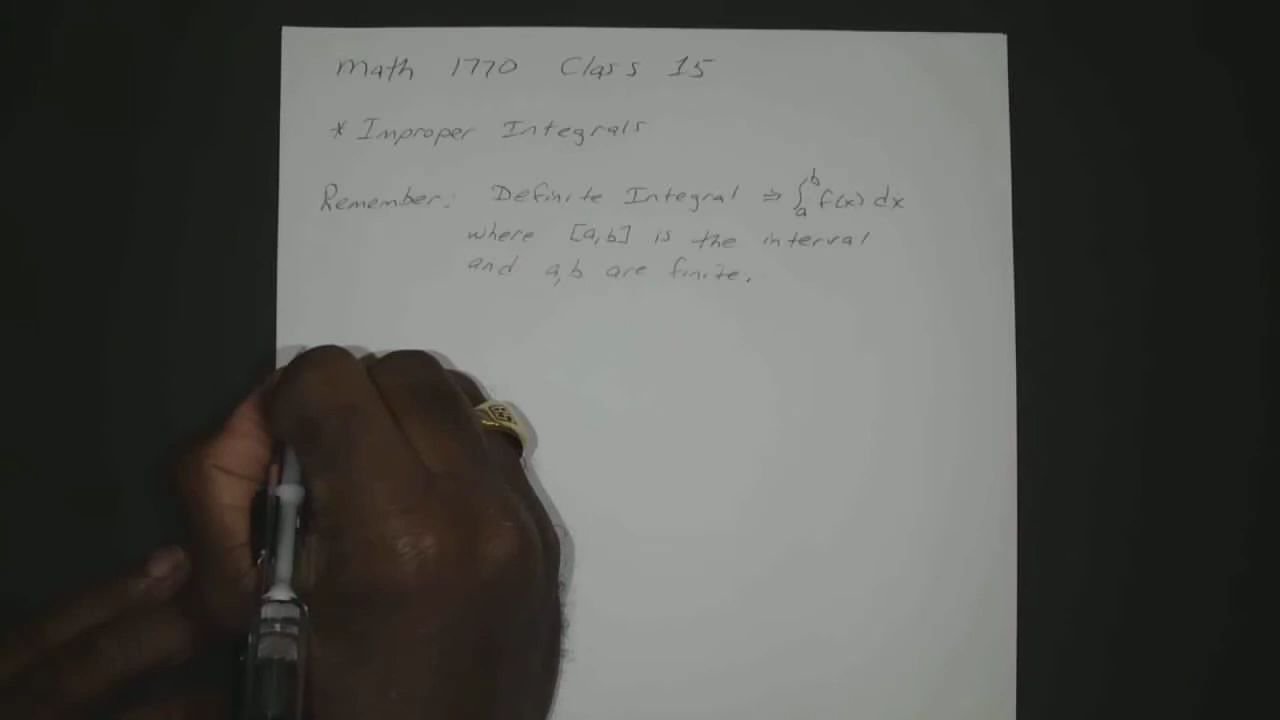 Math 1770 Class 15
* Improper Integrals
Remember: Definite Integral ⇒ ∫_a^b f(x) dx
where [a,b] is the interval
and a,b are finite.